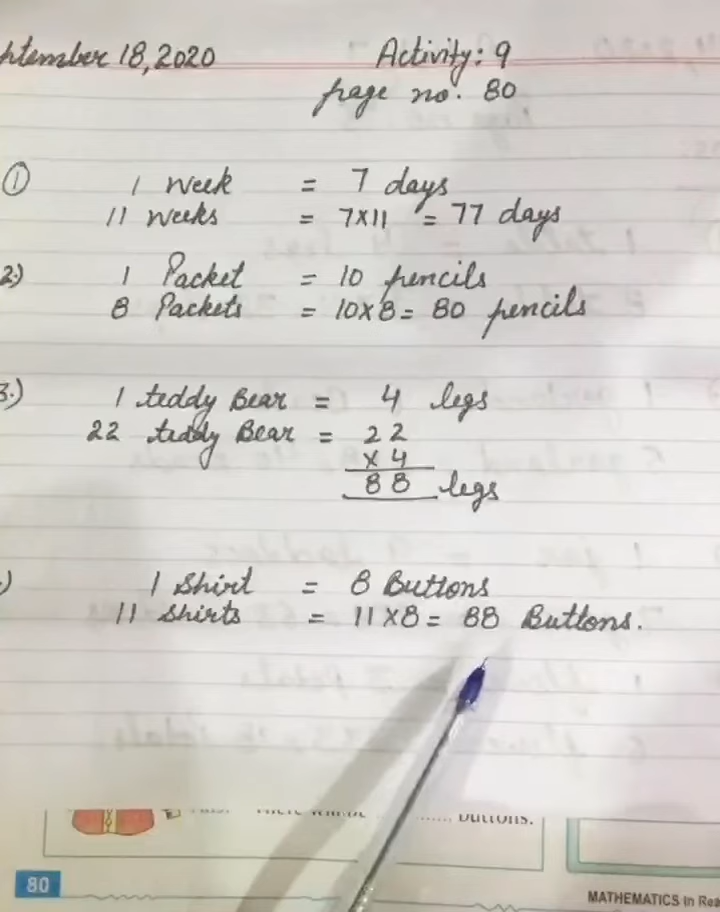 ptember 18, 2020 Activity: 9
page no. 80
① 1 Week = 7 days
11 Weeks = 7x11 = 77 days
2.) 1 Packet = 10 pencils
8 Packets = 10x8 = 80 pencils
3.) 1 teddy Bear = 4 legs
22 teddy Bear = 22
x 4
88 legs
) 1 Shirt = 8 Buttons
11 Shirts = 11 x8 = 88 Buttons.
buttons.
80
MATHEMATICS in Rea